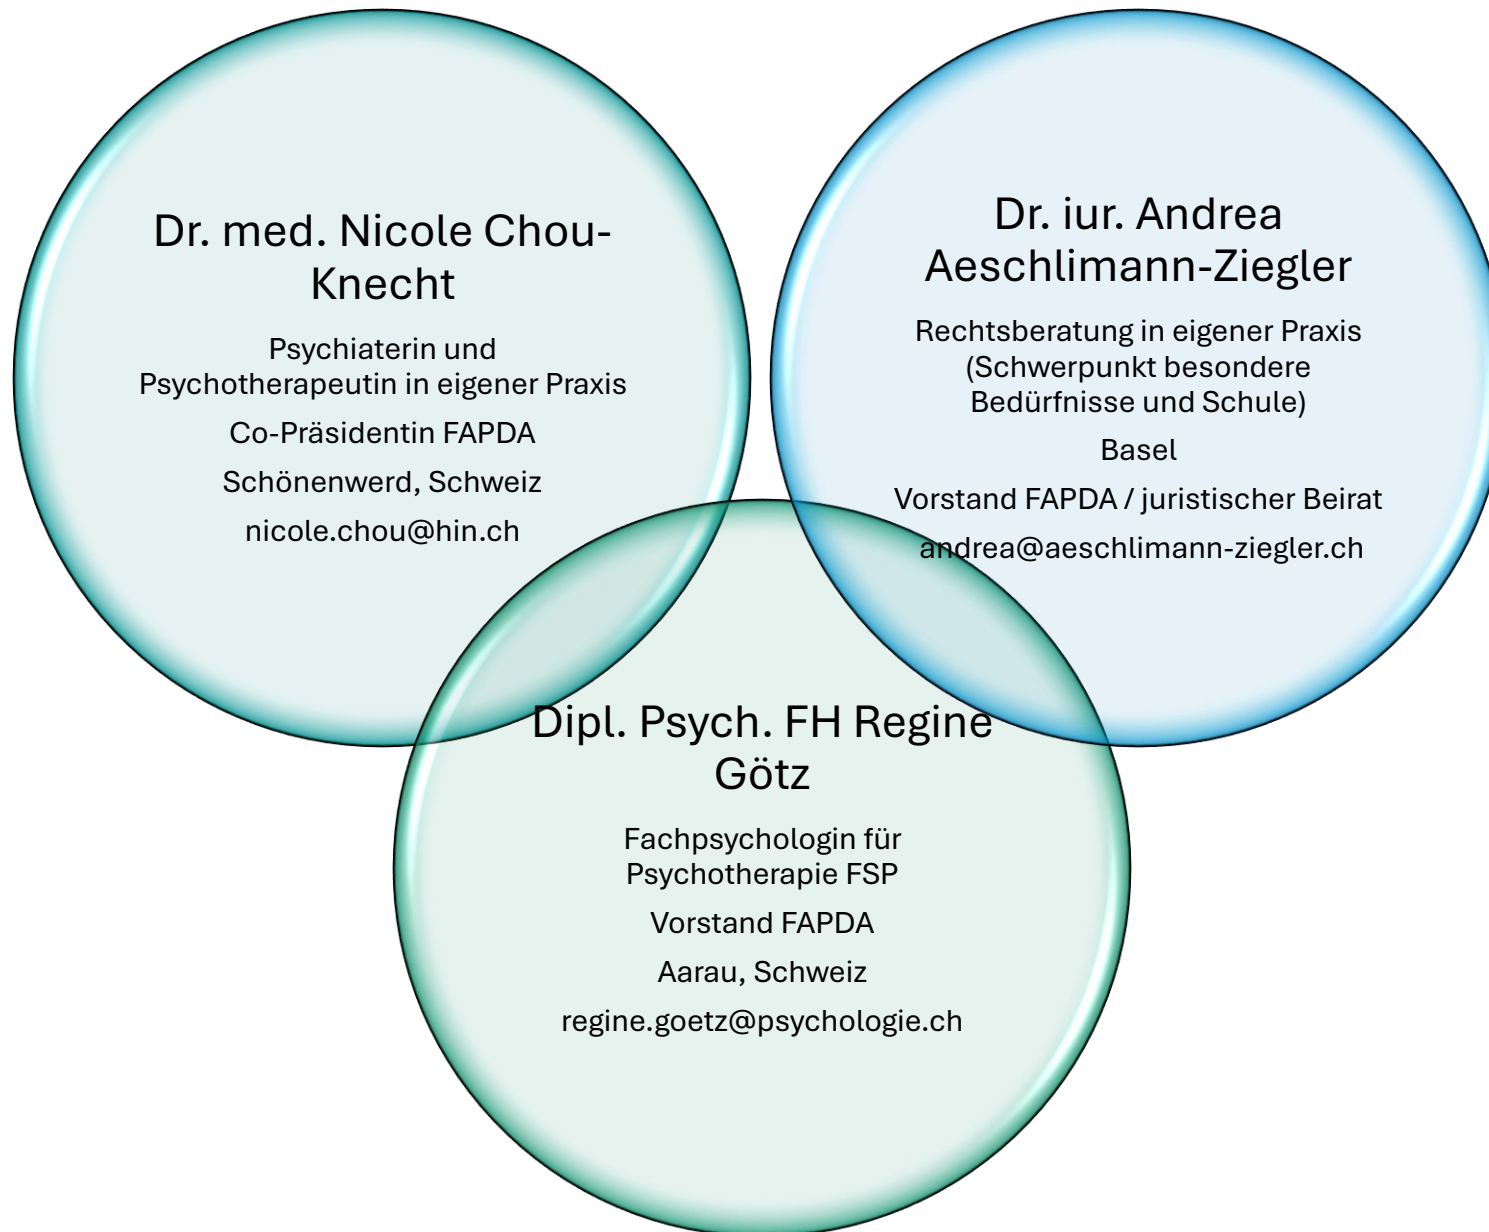 Dr. med. Nicole Chou-
Knecht
Psychiaterin und
Psychotherapeutin in eigener Praxis
Co-Präsidentin FAPDA
Schönenwerd, Schweiz
nicole.chou@hin.ch
Dr. iur. Andrea
Aeschlimann-Ziegler
Rechtsberatung in eigener Praxis
(Schwerpunkt besondere
Bedürfnisse und Schule)
Basel
Vorstand FAPDA / juristischer Beirat
andrea@aeschlimann-ziegler.ch
Dipl. Psych. FH Regine
Götz
Fachpsychologin für
Psychotherapie FSP
Vorstand FAPDA
Aarau, Schweiz
regine.goetz@psychologie.ch